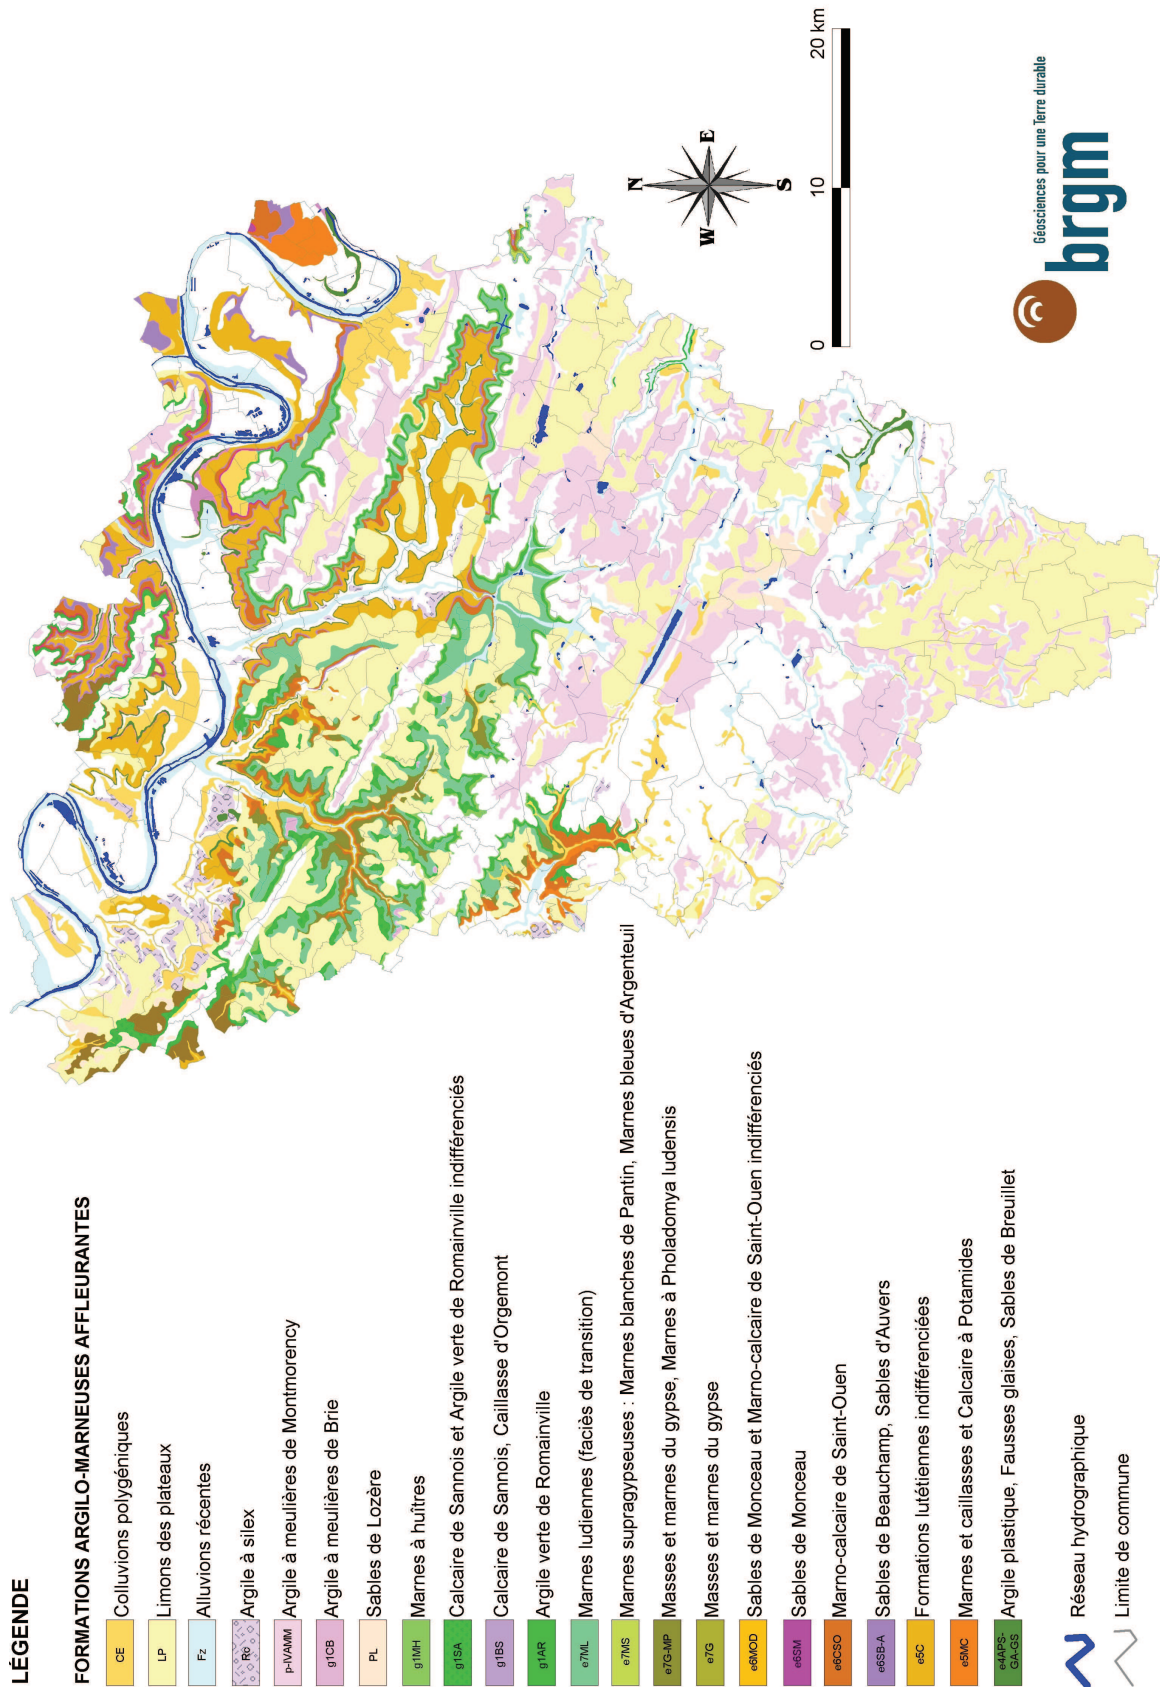 LÉGENDE
FORMATIONS ARGILO-MARNEUSES AFFLEURANTES
CE Colluvions polygéniques
LP Limons des plateaux
Fz Alluvions récentes
Rc Argile à silex
p-IVAMM Argile à meulières de Montmorency
g1CB Argile à meulières de Brie
PL Sables de Lozère
g1MH Marnes à huîtres
g1SA Calcaire de Sannois et Argile verte de Romainville indifférenciés
g1BS Calcaire de Sannois, Caillasse d'Orgemont
g1AR Argile verte de Romainville
e7ML Marnes ludiennes (faciès de transition)
e7MS Marnes supragypseuses : Marnes blanches de Pantin, Marnes bleues d'Argenteuil
e7G-MP Masses et marnes du gypse, Marnes à Pholadomya ludensis
e7G Masses et marnes du gypse
e6MOD Sables de Monceau et Marno-calcaire de Saint-Ouen indifférenciés
e6SM Sables de Monceau
e6CSO Marno-calcaire de Saint-Ouen
e6SB-A Sables de Beauchamp, Sables d'Auvers
e5C Formations lutétiennes indifférenciées
e5MC Marnes et caillasses et Calcaire à Potamides
e4APS-GA-GS Argile plastique, Fausses glaises, Sables de Breuillet
Réseau hydrographique
Limite de commune
N
W
E
S
0 10 20 km
Géosciences pour une Terre durable
brgm